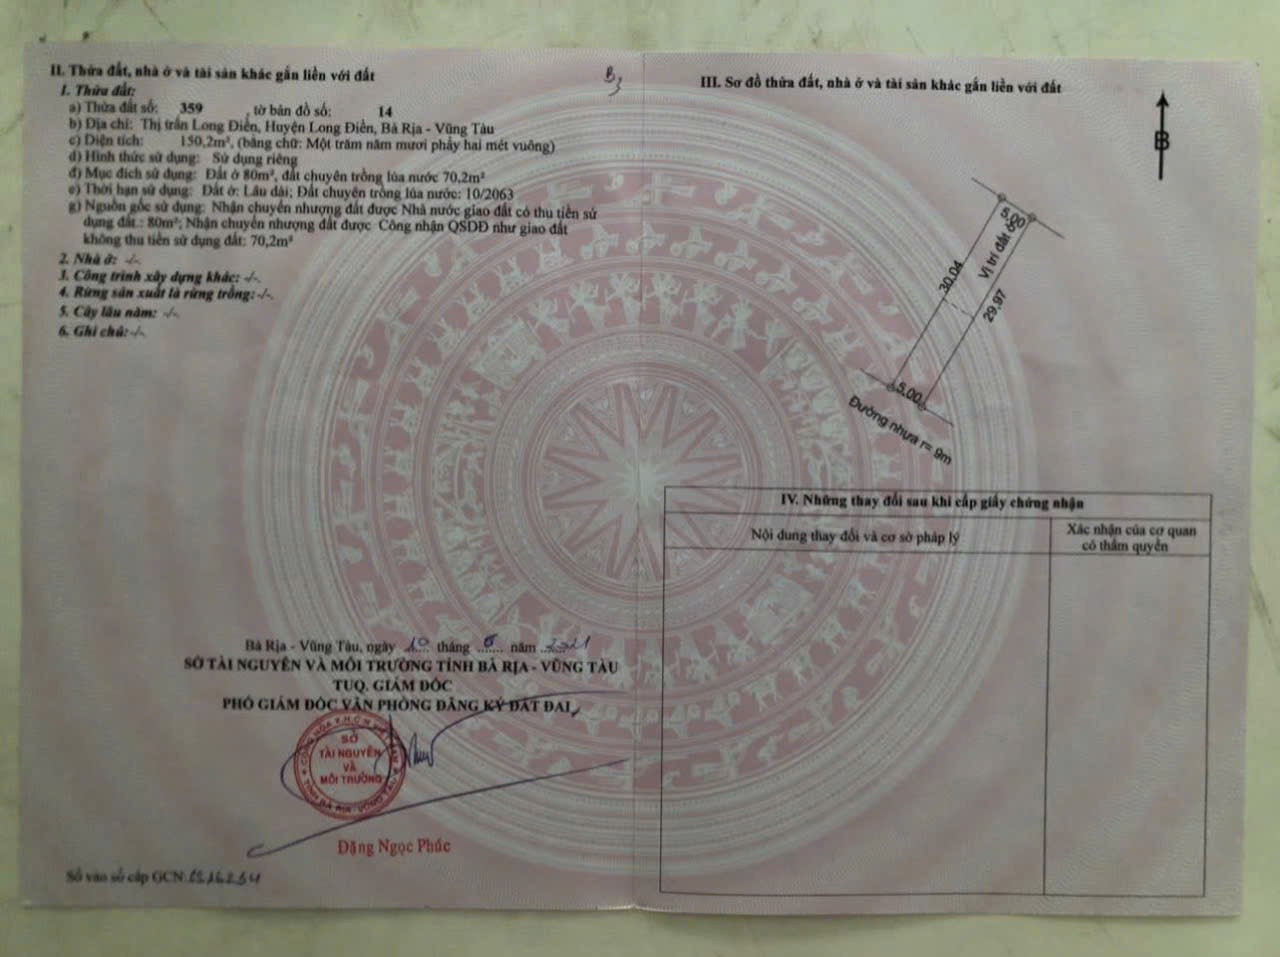 II. Thửa đất, nhà ở và tài sản khác gắn liền với đất
1. Thửa đất:
a) Thửa đất số: 359 , tờ bản đồ số: 14
b) Địa chỉ: Thị trấn Long Điền, Huyện Long Điền, Bà Rịa - Vũng Tàu
c) Diện tích: 150,2m², (bằng chữ: Một trăm năm mươi phẩy hai mét vuông)
d) Hình thức sử dụng: Sử dụng riêng
đ) Mục đích sử dụng: Đất ở 80m², đất chuyên trồng lúa nước 70,2m²
e) Thời hạn sử dụng: Đất ở: Lâu dài; Đất chuyên trồng lúa nước: 10/2063
g) Nguồn gốc sử dụng: Nhận chuyển nhượng đất được Nhà nước giao đất có thu tiền sử
dụng đất : 80m²; Nhận chuyển nhượng đất được Công nhận QSDĐ như giao đất
không thu tiền sử dụng đất: 70,2m²
2. Nhà ở: -/-.
3. Công trình xây dựng khác: -/-.
4. Rừng sản xuất là rừng trồng:-/-.
5. Cây lâu năm: -/-.
6. Ghi chú:-/-.
Bà Rịa - Vũng Tàu, ngày 10 tháng 6 năm 2021
SỞ TÀI NGUYÊN VÀ MÔI TRƯỜNG TỈNH BÀ RỊA - VŨNG TÀU
TUQ. GIÁM ĐỐC
PHÓ GIÁM ĐỐC VĂN PHÒNG ĐĂNG KÝ ĐẤT ĐAI
SỞ
TÀI NGUYÊN
VÀ
MÔI TRƯỜNG
TỈNH BÀ RỊA - VŨNG TÀU
Đặng Ngọc Phúc
Số vào sổ cấp GCN:
III. Sơ đồ thửa đất, nhà ở và tài sản khác gắn liền với đất
B
5,00
Vị trí đất ở
30,04
29,97
5,00
Đường nhựa r= 9m
IV. Những thay đổi sau khi cấp giấy chứng nhận
Nội dung thay đổi và cơ sở pháp lý
Xác nhận của cơ quan
có thẩm quyền